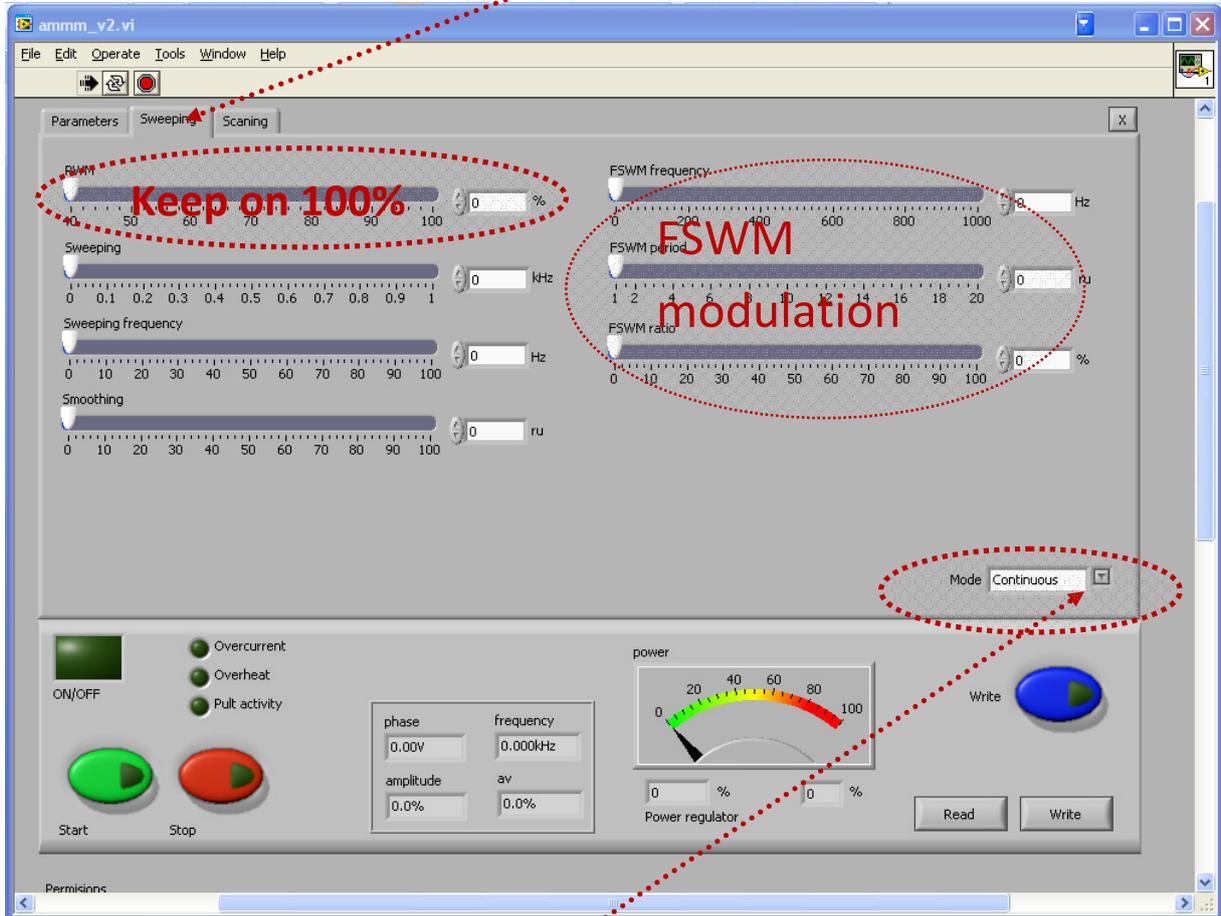 ammm_v2.vi
File Edit Operate Tools Window Help
1
Parameters Sweeping Scaning X
PWM
Keep on 100%
0 %
40 50 60 70 80 90 100
Sweeping
0 kHz
0 0.1 0.2 0.3 0.4 0.5 0.6 0.7 0.8 0.9 1
Sweeping frequency
0 Hz
0 10 20 30 40 50 60 70 80 90 100
Smoothing
0 ru
0 10 20 30 40 50 60 70 80 90 100
FSWM frequency
0 Hz
0 200 400 600 800 1000
FSWM
FSWM period
0 ru
1 2 4 6 8 10 12 14 16 18 20
modulation
FSWM ratio
0 %
0 10 20 30 40 50 60 70 80 90 100
Mode Continuous
ON/OFF
Overcurrent
Overheat
Pult activity
Start Stop
phase frequency
0.00V 0.000kHz
amplitude av
0.0% 0.0%
power
0 20 40 60 80 100
0 % 0 %
Power regulator
Write
Read Write
Permisions